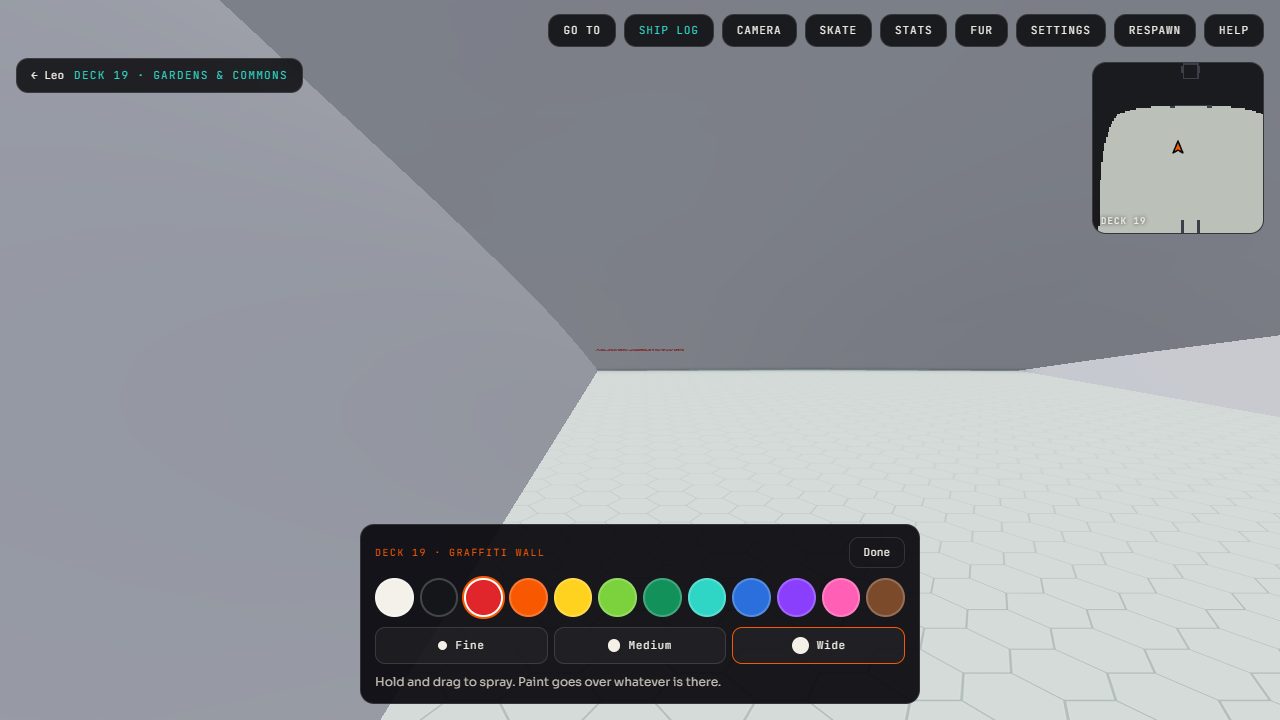 GO TO
SHIP LOG
CAMERA
SKATE
STATS
FUR
SETTINGS
RESPAWN
HELP
← Leo DECK 19 · GARDENS & COMMONS
DECK 19
DECK 19 · GRAFFITI WALL
Done
Fine
Medium
Wide
Hold and drag to spray. Paint goes over whatever is there.